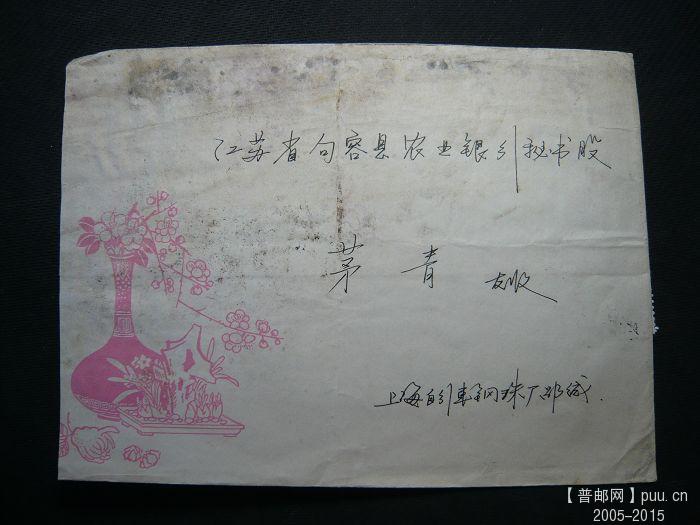 江苏省句容县农业银行秘书股
茅青 收
上海自行车钢珠厂邵
【普邮网】puu.cn
2005-2015